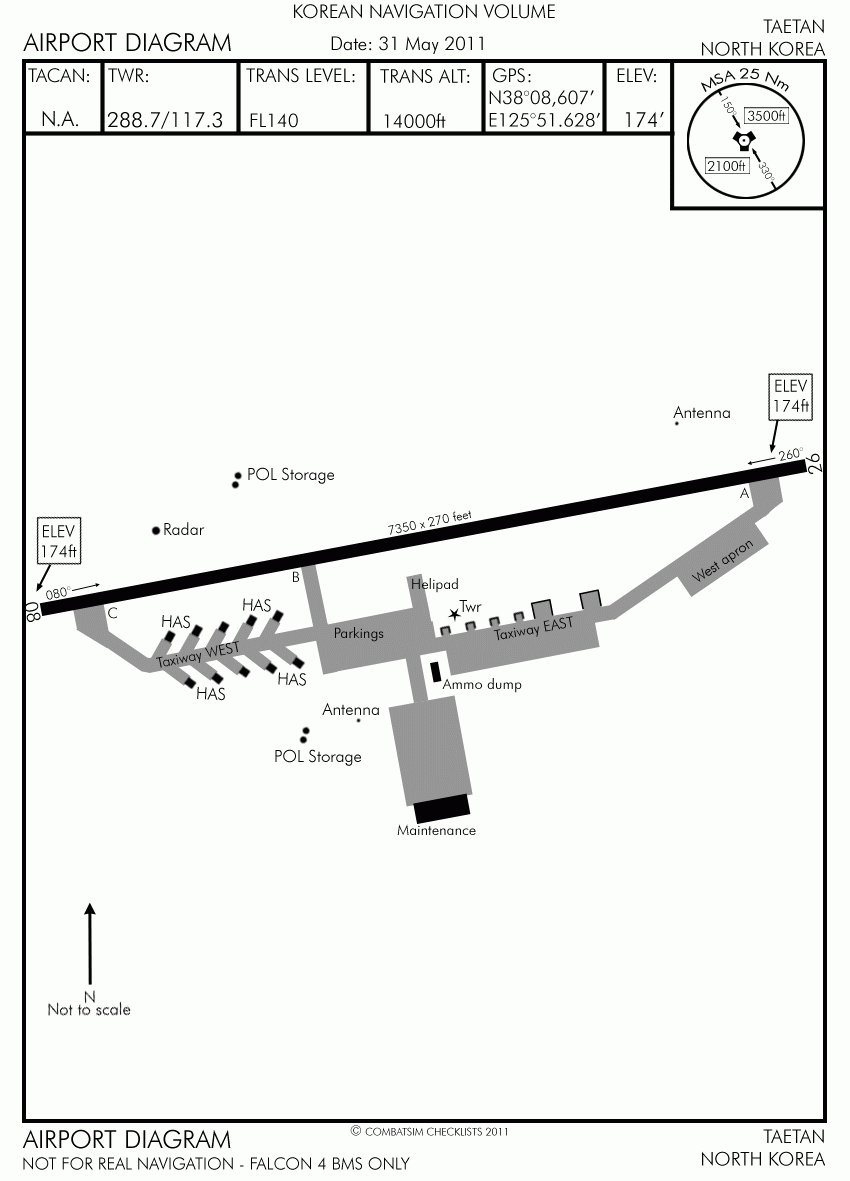 KOREAN NAVIGATION VOLUME
AIRPORT DIAGRAM
Date: 31 May 2011
TAETAN
NORTH KOREA
TACAN:
N.A.
TWR:
288.7/117.3
TRANS LEVEL:
FL140
TRANS ALT:
14000ft
GPS:
N38°08,607’
E125°51.628’
ELEV:
174’
MSA 25 Nm
150°
3500ft
2100ft
330°
ELEV
174ft
Antenna
260°
26
A
POL Storage
7350 x 270 feet
Radar
ELEV
174ft
West apron
B
Helipad
080°
08
C
HAS
HAS
Twr
Parkings
Taxiway EAST
Taxiway WEST
HAS
HAS
Ammo dump
Antenna
POL Storage
Maintenance
N
Not to scale
© COMBATSIM CHECKLISTS 2011
AIRPORT DIAGRAM
TAETAN
NOT FOR REAL NAVIGATION - FALCON 4 BMS ONLY
NORTH KOREA